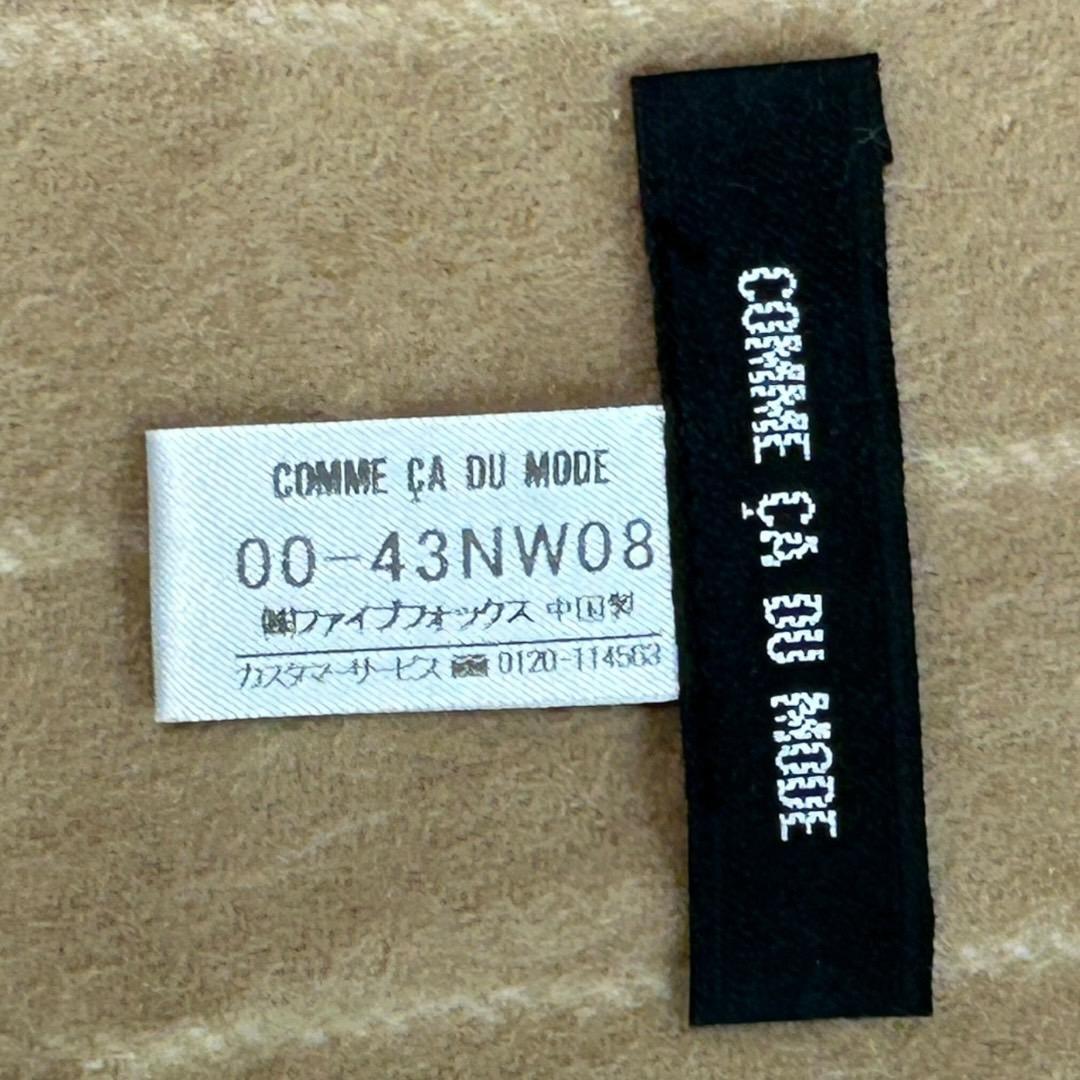 COMME ÇA DU MODE
00-43NW08
㈱ファイブフォックス 中国製
カスタマーサービス ☎ 0120-114563
COMME ÇA DU MODE